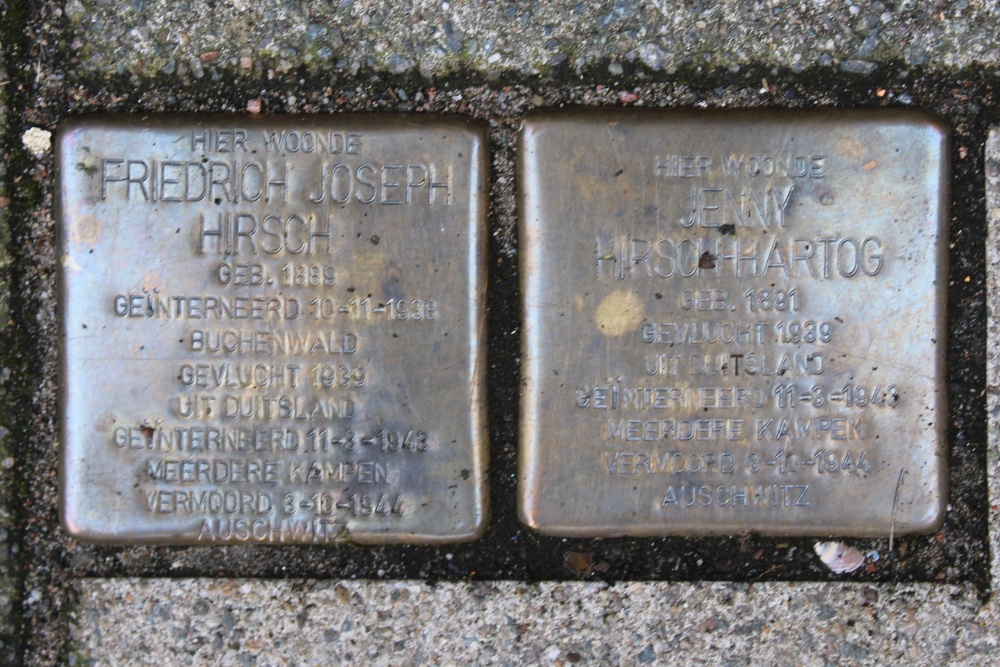 HIER WOONDE
FRIEDRICH JOSEPH
HIRSCH
GEB. 1889
GEÏNTERNEERD 10-11-1938
BUCHENWALD
GEVLUCHT 1939
UIT DUITSLAND
GEÏNTERNEERD 11-3-1943
MEERDERE KAMPEN
VERMOORD 3-10-1944
AUSCHWITZ
HIER WOONDE
JENNY
HIRSCH-HARTOG
GEB. 1891
GEVLUCHT 1939
UIT DUITSLAND
GEÏNTERNEERD 11-3-1943
MEERDERE KAMPEN
VERMOORD 3-10-1944
AUSCHWITZ